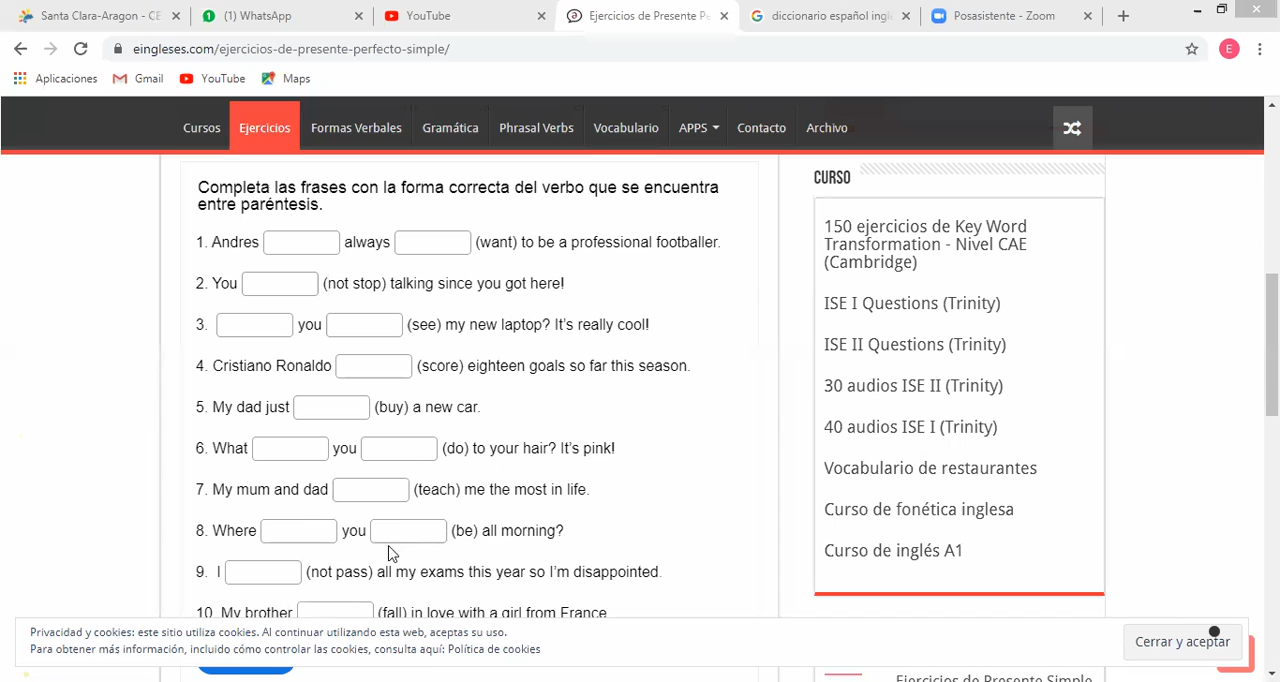 Santa Clara-Aragon - CE
(1) WhatsApp
YouTube
Ejercicios de Presente Pe
diccionario español inglé
Posasistente - Zoom
eingleses.com/ejercicios-de-presente-perfecto-simple/
E
Aplicaciones
Gmail
YouTube
Maps
Cursos
Ejercicios
Formas Verbales
Gramática
Phrasal Verbs
Vocabulario
APPS
Contacto
Archivo
Completa las frases con la forma correcta del verbo que se encuentra
entre paréntesis.
1. Andres always (want) to be a professional footballer.
2. You (not stop) talking since you got here!
3. you (see) my new laptop? It's really cool!
4. Cristiano Ronaldo (score) eighteen goals so far this season.
5. My dad just (buy) a new car.
6. What you (do) to your hair? It's pink!
7. My mum and dad (teach) me the most in life.
8. Where you (be) all morning?
9. I (not pass) all my exams this year so I'm disappointed.
10. My brother (fall) in love with a girl from France
CURSO
150 ejercicios de Key Word
Transformation - Nivel CAE
(Cambridge)
ISE I Questions (Trinity)
ISE II Questions (Trinity)
30 audios ISE II (Trinity)
40 audios ISE I (Trinity)
Vocabulario de restaurantes
Curso de fonética inglesa
Curso de inglés A1
Ejercicios de Presente Simple
Privacidad y cookies: este sitio utiliza cookies. Al continuar utilizando esta web, aceptas su uso.
Para obtener más información, incluido cómo controlar las cookies, consulta aquí: Política de cookies
Cerrar y aceptar